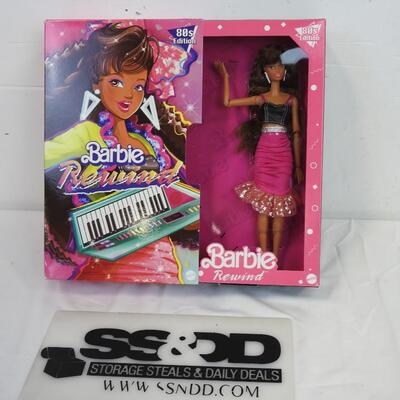 80s
Edition
Barbie
Rewind
80s
Edition
Barbie
Rewind
SS&DD
STORAGE STEALS & DAILY DEALS
WWW.SSNDD.COM